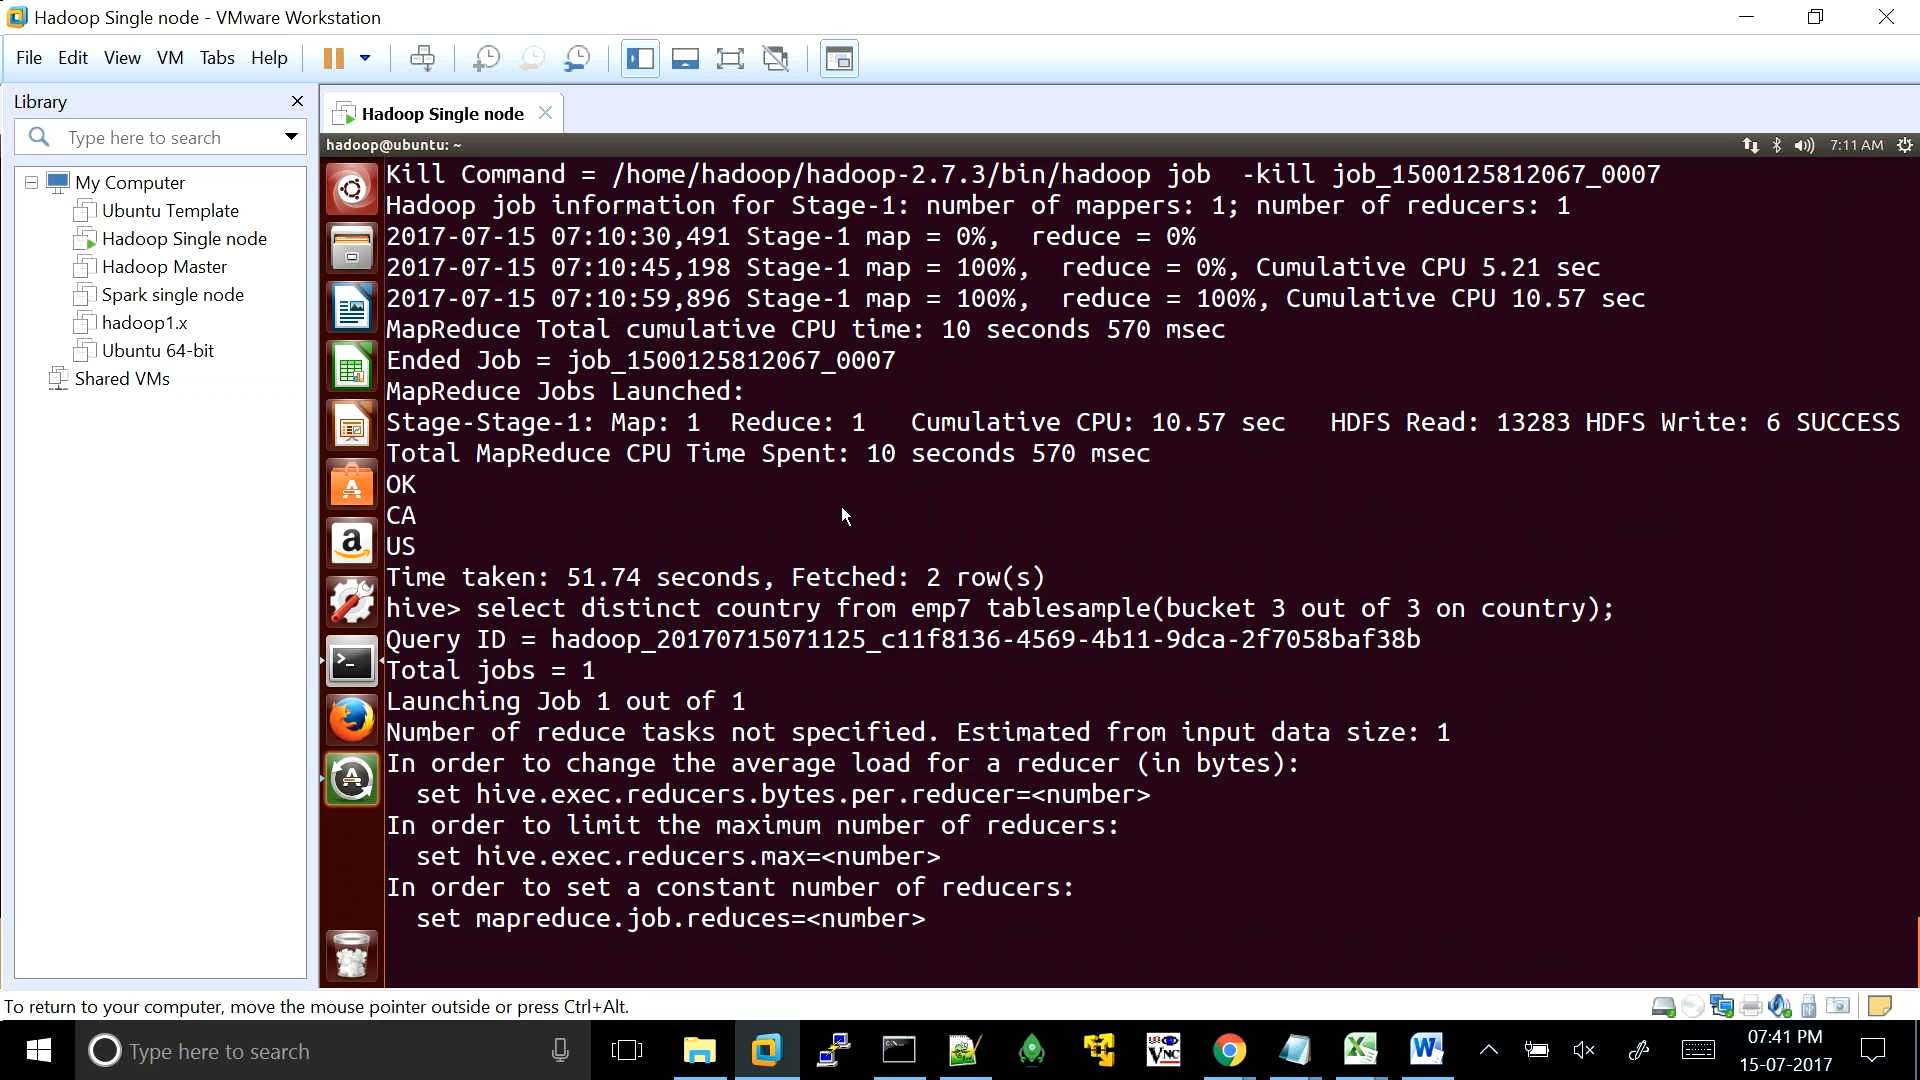 Hadoop Single node - VMware Workstation
File Edit View VM Tabs Help
Library
Type here to search
My Computer
Ubuntu Template
Hadoop Single node
Hadoop Master
Spark single node
hadoop1.x
Ubuntu 64-bit
Shared VMs
Hadoop Single node
hadoop@ubuntu: ~
7:11 AM
Kill Command = /home/hadoop/hadoop-2.7.3/bin/hadoop job  -kill job_1500125812067_0007
Hadoop job information for Stage-1: number of mappers: 1; number of reducers: 1
2017-07-15 07:10:30,491 Stage-1 map = 0%,  reduce = 0%
2017-07-15 07:10:45,198 Stage-1 map = 100%,  reduce = 0%, Cumulative CPU 5.21 sec
2017-07-15 07:10:59,896 Stage-1 map = 100%,  reduce = 100%, Cumulative CPU 10.57 sec
MapReduce Total cumulative CPU time: 10 seconds 570 msec
Ended Job = job_1500125812067_0007
MapReduce Jobs Launched:
Stage-Stage-1: Map: 1  Reduce: 1   Cumulative CPU: 10.57 sec   HDFS Read: 13283 HDFS Write: 6 SUCCESS
Total MapReduce CPU Time Spent: 10 seconds 570 msec
OK
CA
US
Time taken: 51.74 seconds, Fetched: 2 row(s)
hive> select distinct country from emp7 tablesample(bucket 3 out of 3 on country);
Query ID = hadoop_20170715071125_c11f8136-4569-4b11-9dca-2f7058baf38b
Total jobs = 1
Launching Job 1 out of 1
Number of reduce tasks not specified. Estimated from input data size: 1
In order to change the average load for a reducer (in bytes):
  set hive.exec.reducers.bytes.per.reducer=<number>
In order to limit the maximum number of reducers:
  set hive.exec.reducers.max=<number>
In order to set a constant number of reducers:
  set mapreduce.job.reduces=<number>
To return to your computer, move the mouse pointer outside or press Ctrl+Alt.
Type here to search
07:41 PM
15-07-2017